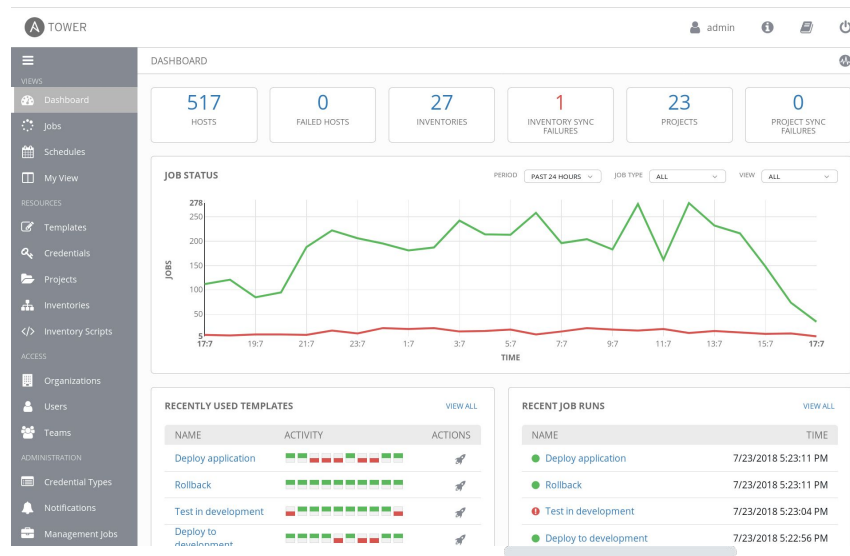 A TOWER
admin
DASHBOARD
VIEWS
Dashboard
Jobs
Schedules
My View
RESOURCES
Templates
Credentials
Projects
Inventories
</> Inventory Scripts
ACCESS
Organizations
Users
Teams
ADMINISTRATION
Credential Types
Notifications
Management Jobs
517
HOSTS
0
FAILED HOSTS
27
INVENTORIES
1
INVENTORY SYNC
FAILURES
23
PROJECTS
0
PROJECT SYNC
FAILURES
JOB STATUS
PERIOD PAST 24 HOURS JOB TYPE ALL VIEW ALL
278
250
200
150
100
50
5
JOBS
17:7 19:7 21:7 23:7 1:7 3:7 5:7 7:7 9:7 11:7 13:7 15:7 17:7
TIME
RECENTLY USED TEMPLATES VIEW ALL
NAME ACTIVITY ACTIONS
Deploy application
Rollback
Test in development
Deploy to
development
RECENT JOB RUNS VIEW ALL
NAME TIME
Deploy application 7/23/2018 5:23:11 PM
Rollback 7/23/2018 5:23:11 PM
Test in development 7/23/2018 5:23:04 PM
Deploy to development 7/23/2018 5:22:56 PM